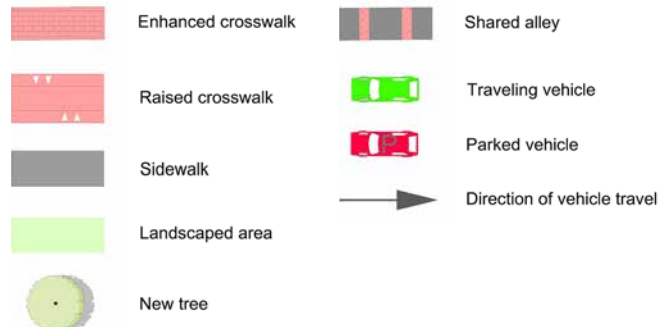 Enhanced crosswalk
Raised crosswalk
Sidewalk
Landscaped area
New tree
Shared alley
Traveling vehicle
P
Parked vehicle
Direction of vehicle travel